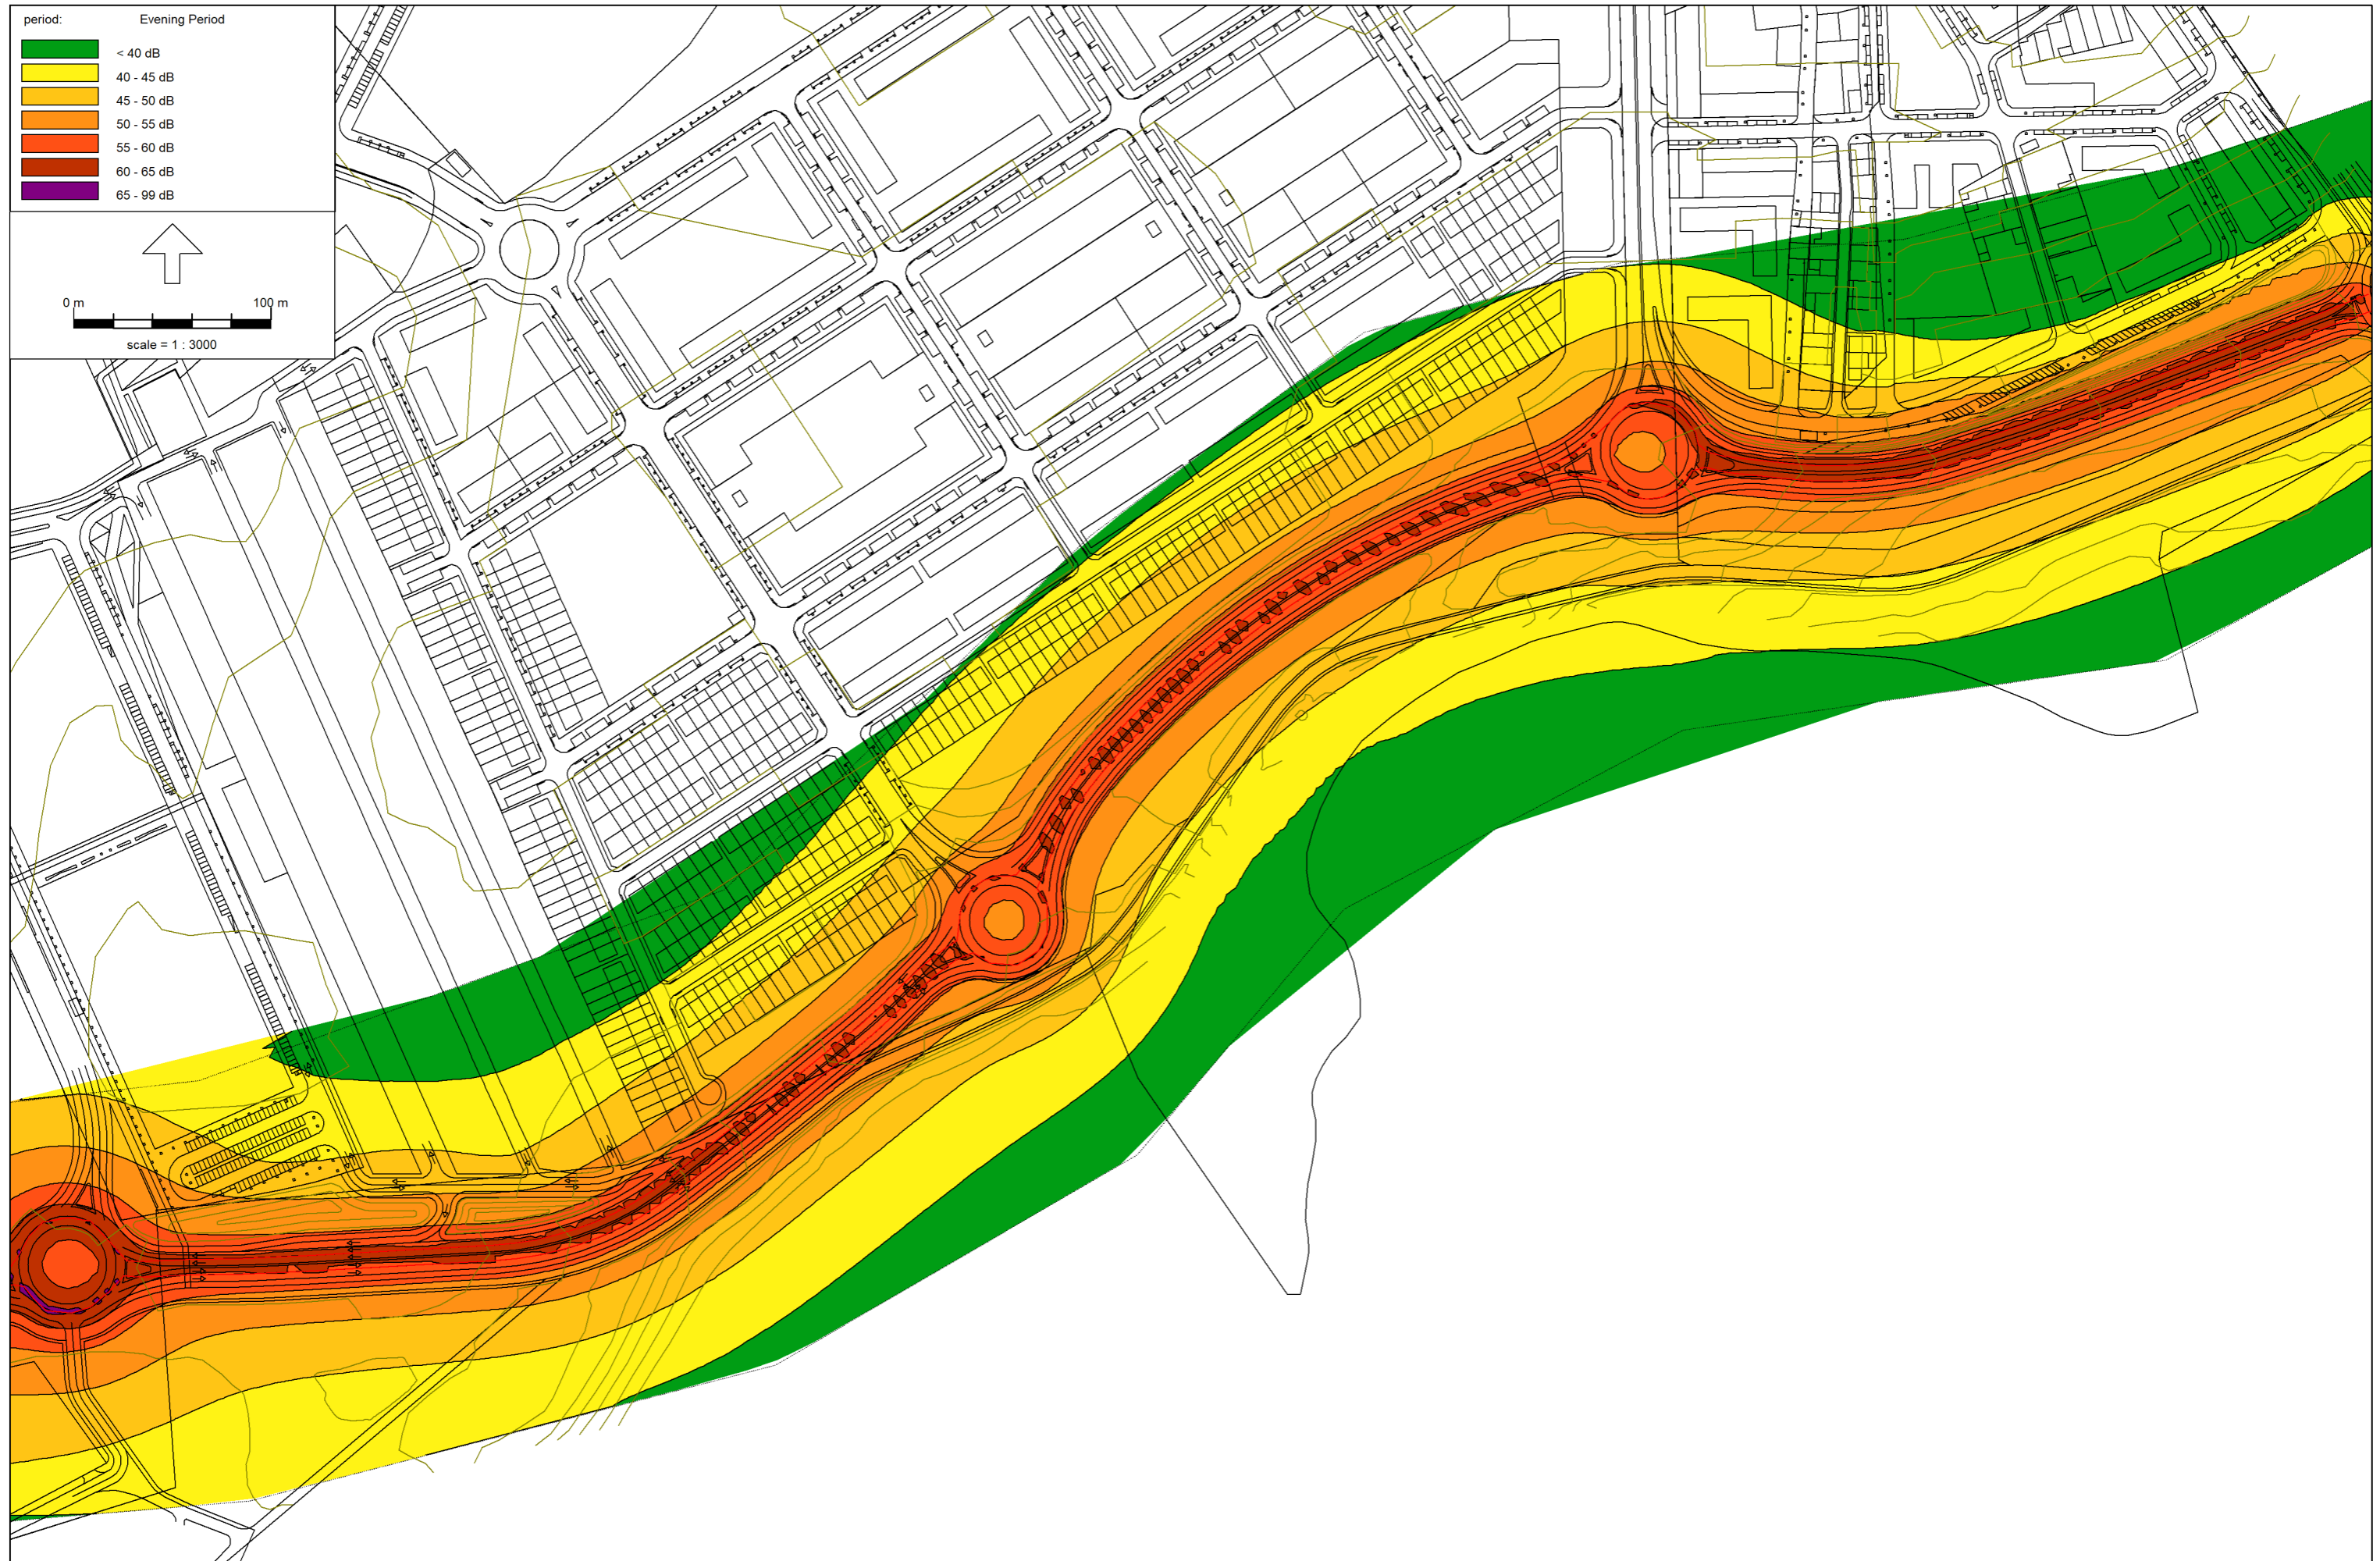 period: Evening Period
< 40 dB
40 - 45 dB
45 - 50 dB
50 - 55 dB
55 - 60 dB
60 - 65 dB
65 - 99 dB
0 m 100 m
scale = 1 : 3000